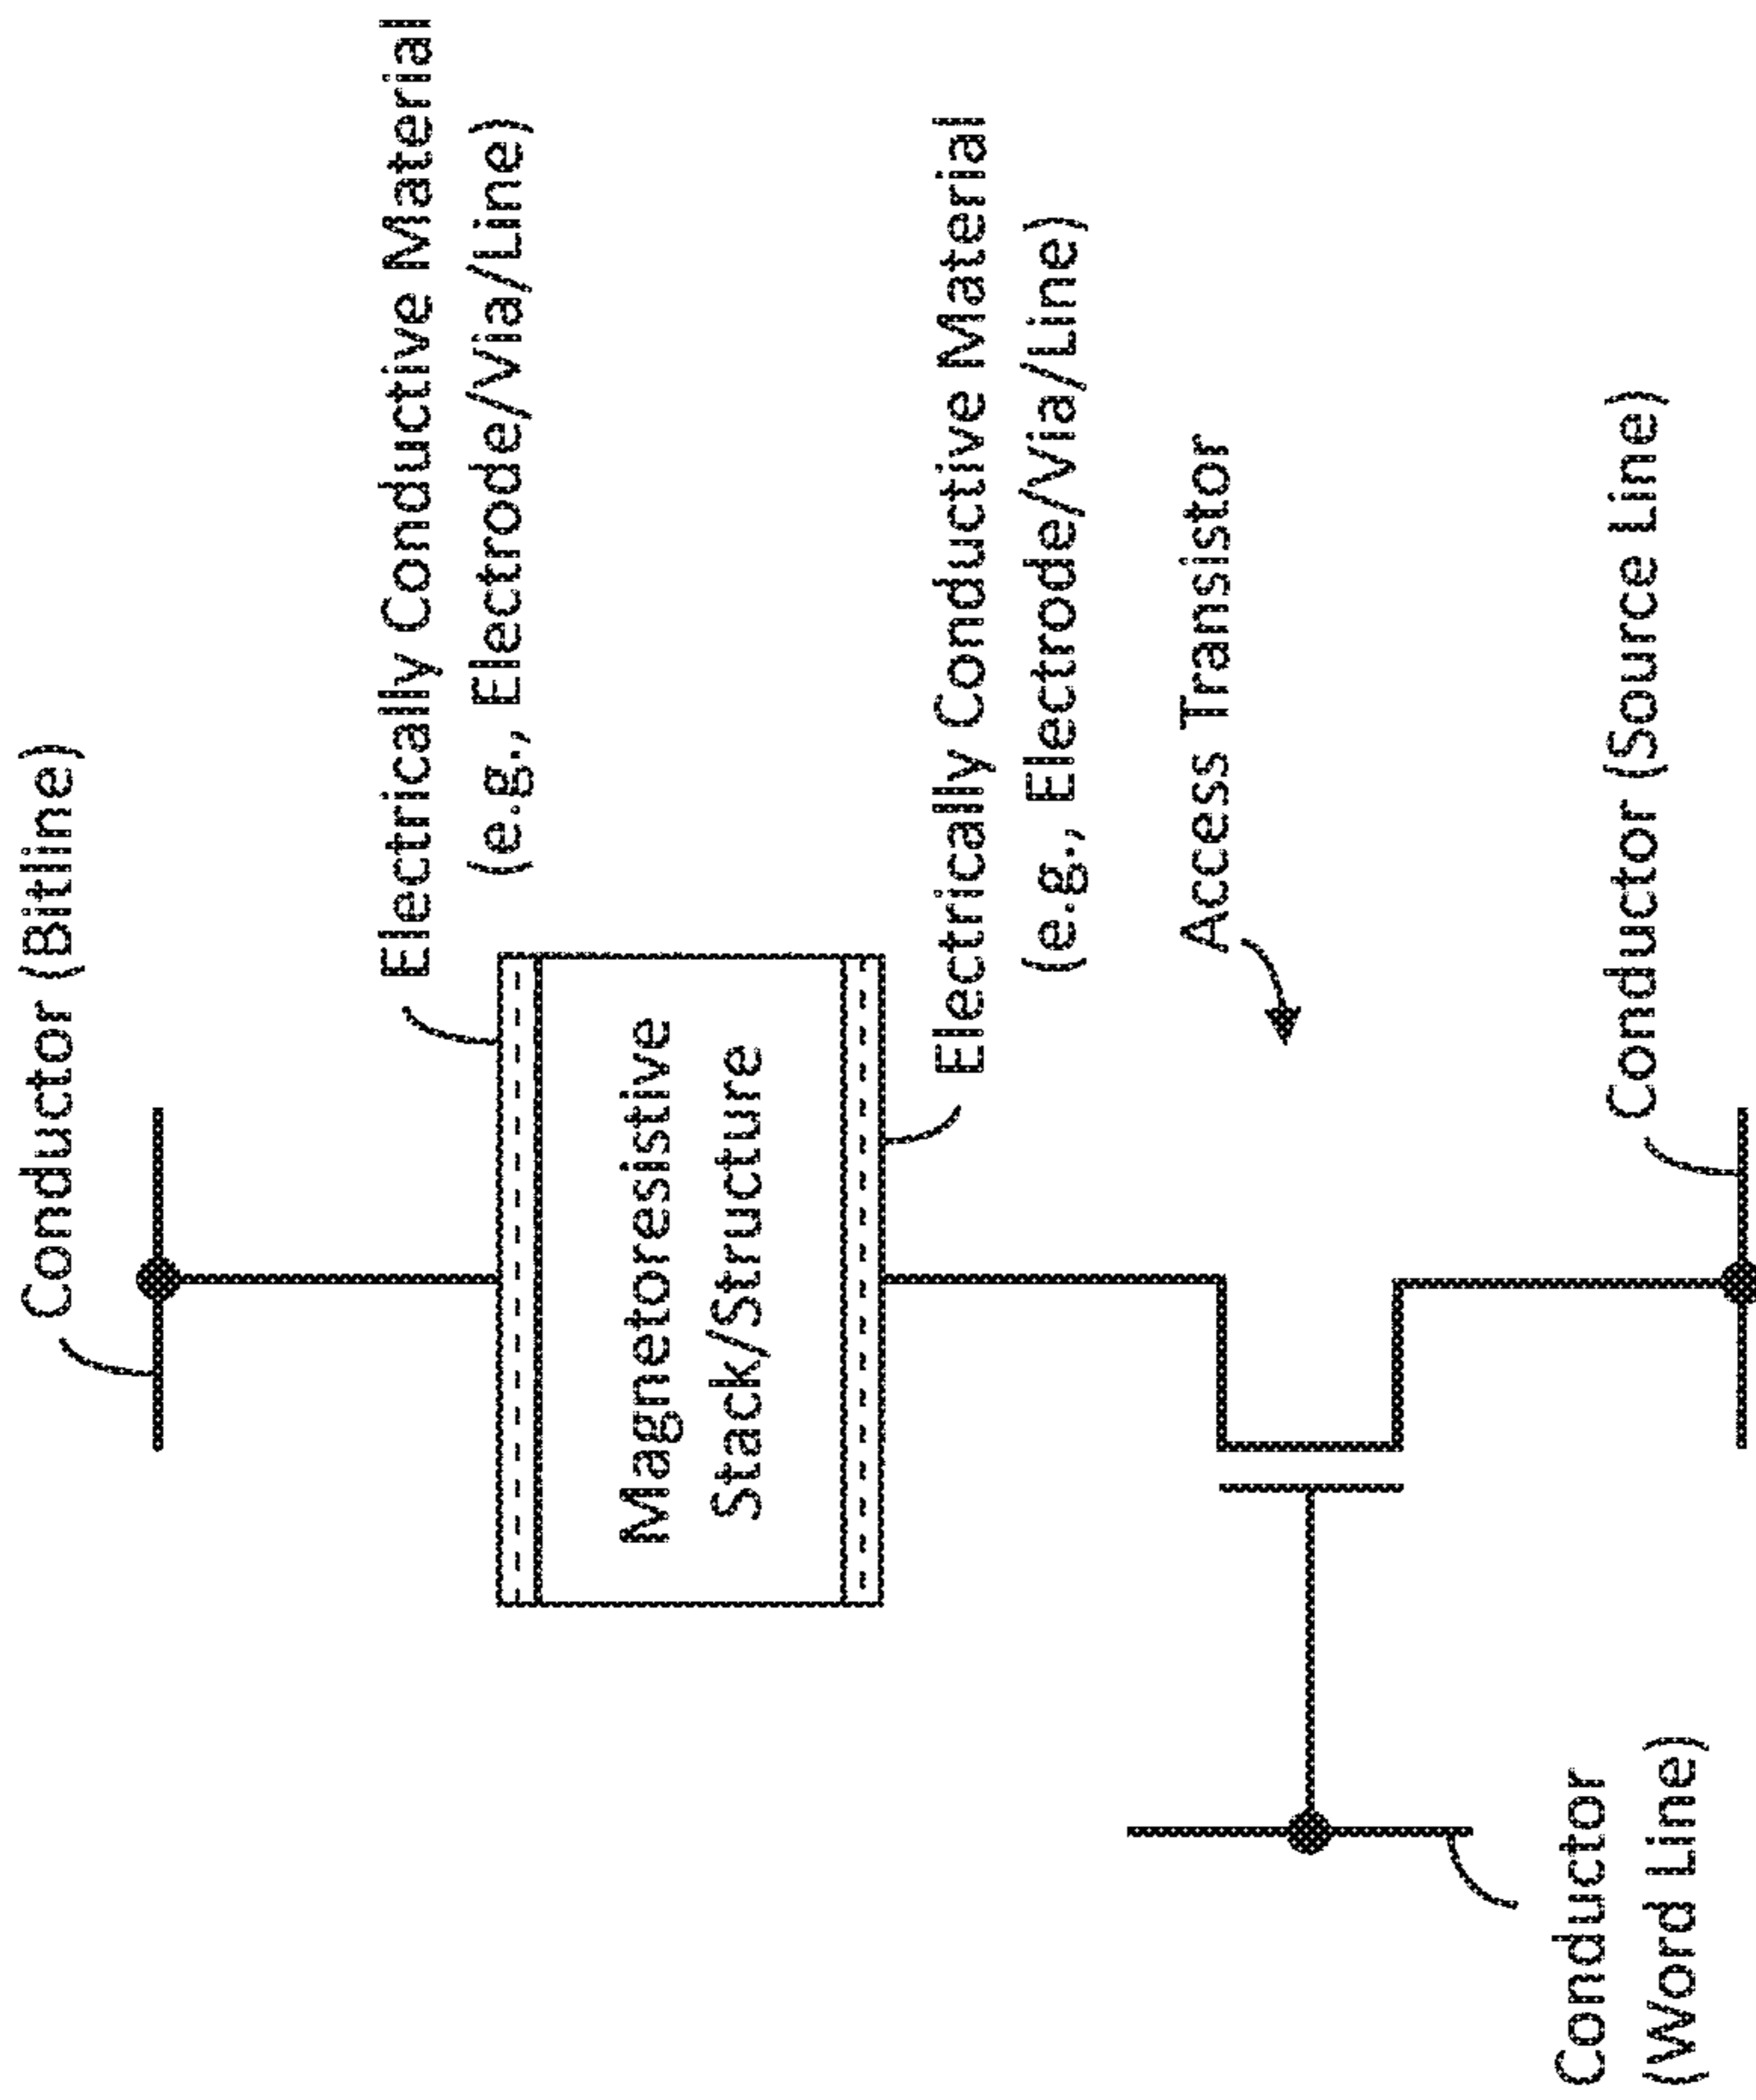 Conductor (Bitline)
Electrically Conductive Material
(e.g., Electrode/Via/Line)
Magnetoresistive
Stack/Structure
Electrically Conductive Material
(e.g., Electrode/Via/Line)
Access Transistor
Conductor (Source Line)
Conductor
(Word Line)